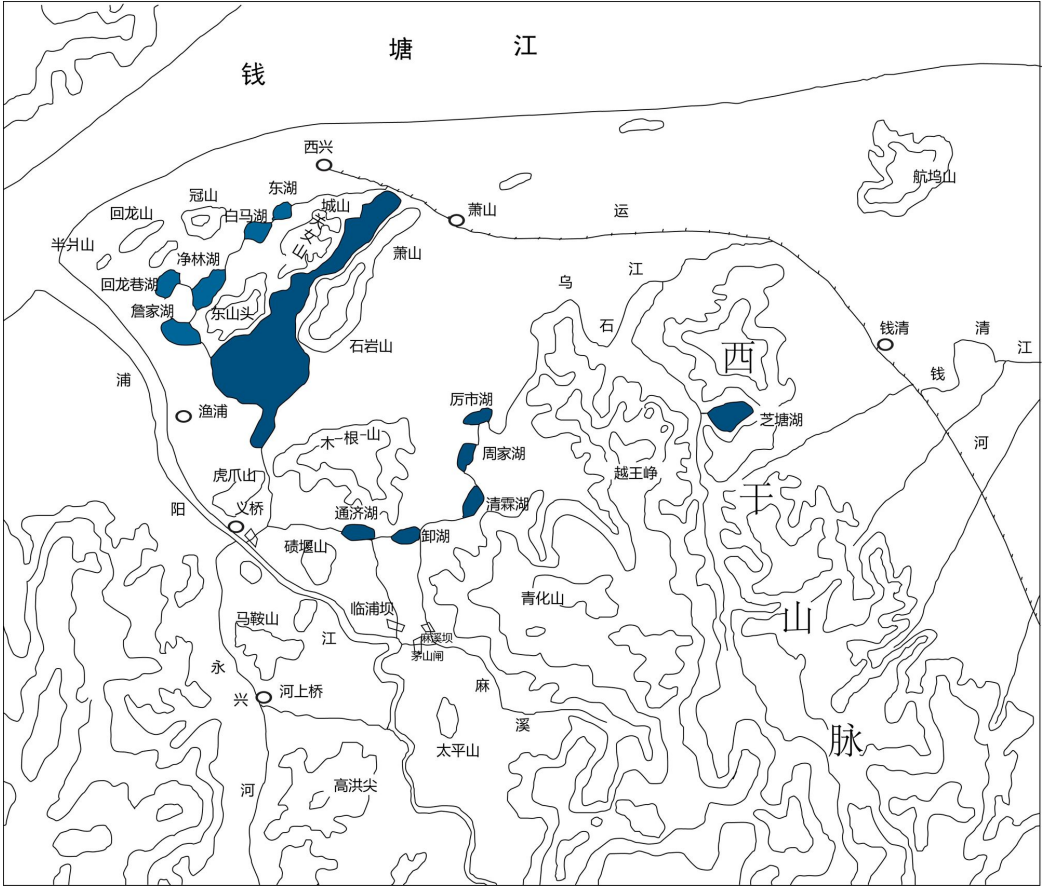 钱塘江
西兴
冠山
东湖
城山
航坞山
回龙山
白马湖
萧山
运
半爿山
净林湖
萧山
江
乌
回龙巷湖
詹家湖
东山头
石
石岩山
西
钱清
清
江
钱
浦
渔浦
厉市湖
芝塘湖
木根山
河
周家湖
越王峥
虎爪山
干
清霖湖
阳
义桥
通济湖
卸湖
碛堰山
青化山
临浦坝
马鞍山
江
山
麻溪坝
茅山闸
永
兴
河上桥
麻
溪
脉
太平山
高洪尖
河